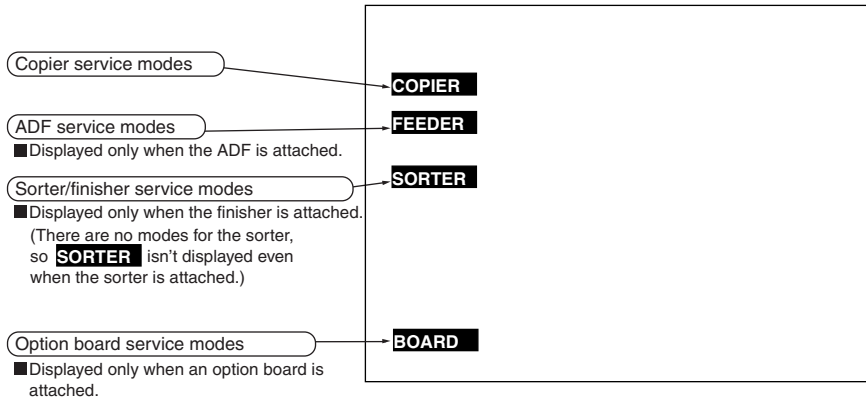 Copier service modes
COPIER
ADF service modes
FEEDER
■Displayed only when the ADF is attached.
Sorter/finisher service modes
SORTER
■Displayed only when the finisher is attached.
(There are no modes for the sorter,
so SORTER isn't displayed even
when the sorter is attached.)
Option board service modes
BOARD
■Displayed only when an option board is
attached.